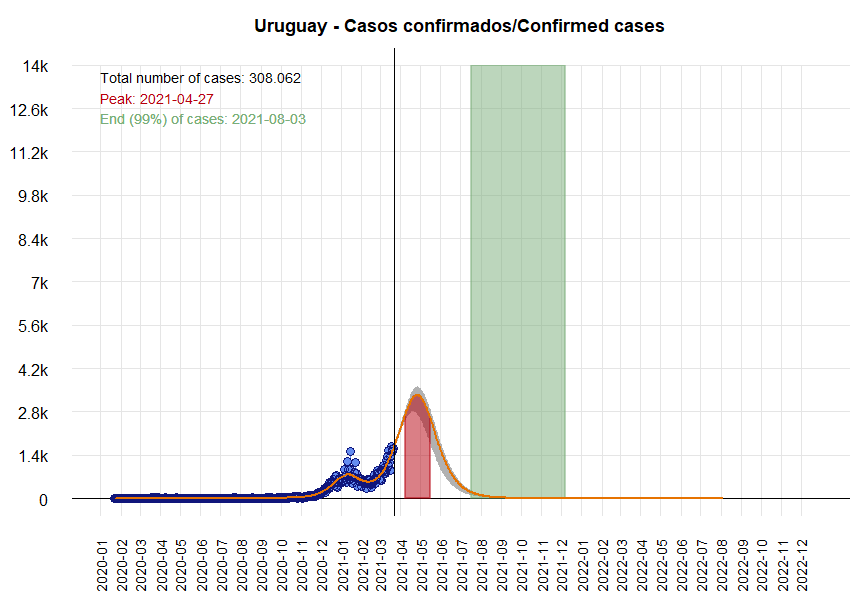 Uruguay - Casos confirmados/Confirmed cases
14k
12.6k
11.2k
9.8k
8.4k
7k
5.6k
4.2k
2.8k
1.4k
0
Total number of cases: 308.062
Peak: 2021-04-27
End (99%) of cases: 2021-08-03
2020-01
2020-02
2020-03
2020-04
2020-05
2020-06
2020-07
2020-08
2020-09
2020-10
2020-11
2020-12
2021-01
2021-02
2021-03
2021-04
2021-05
2021-06
2021-07
2021-08
2021-09
2021-10
2021-11
2021-12
2022-01
2022-02
2022-03
2022-04
2022-05
2022-06
2022-07
2022-08
2022-09
2022-10
2022-11
2022-12